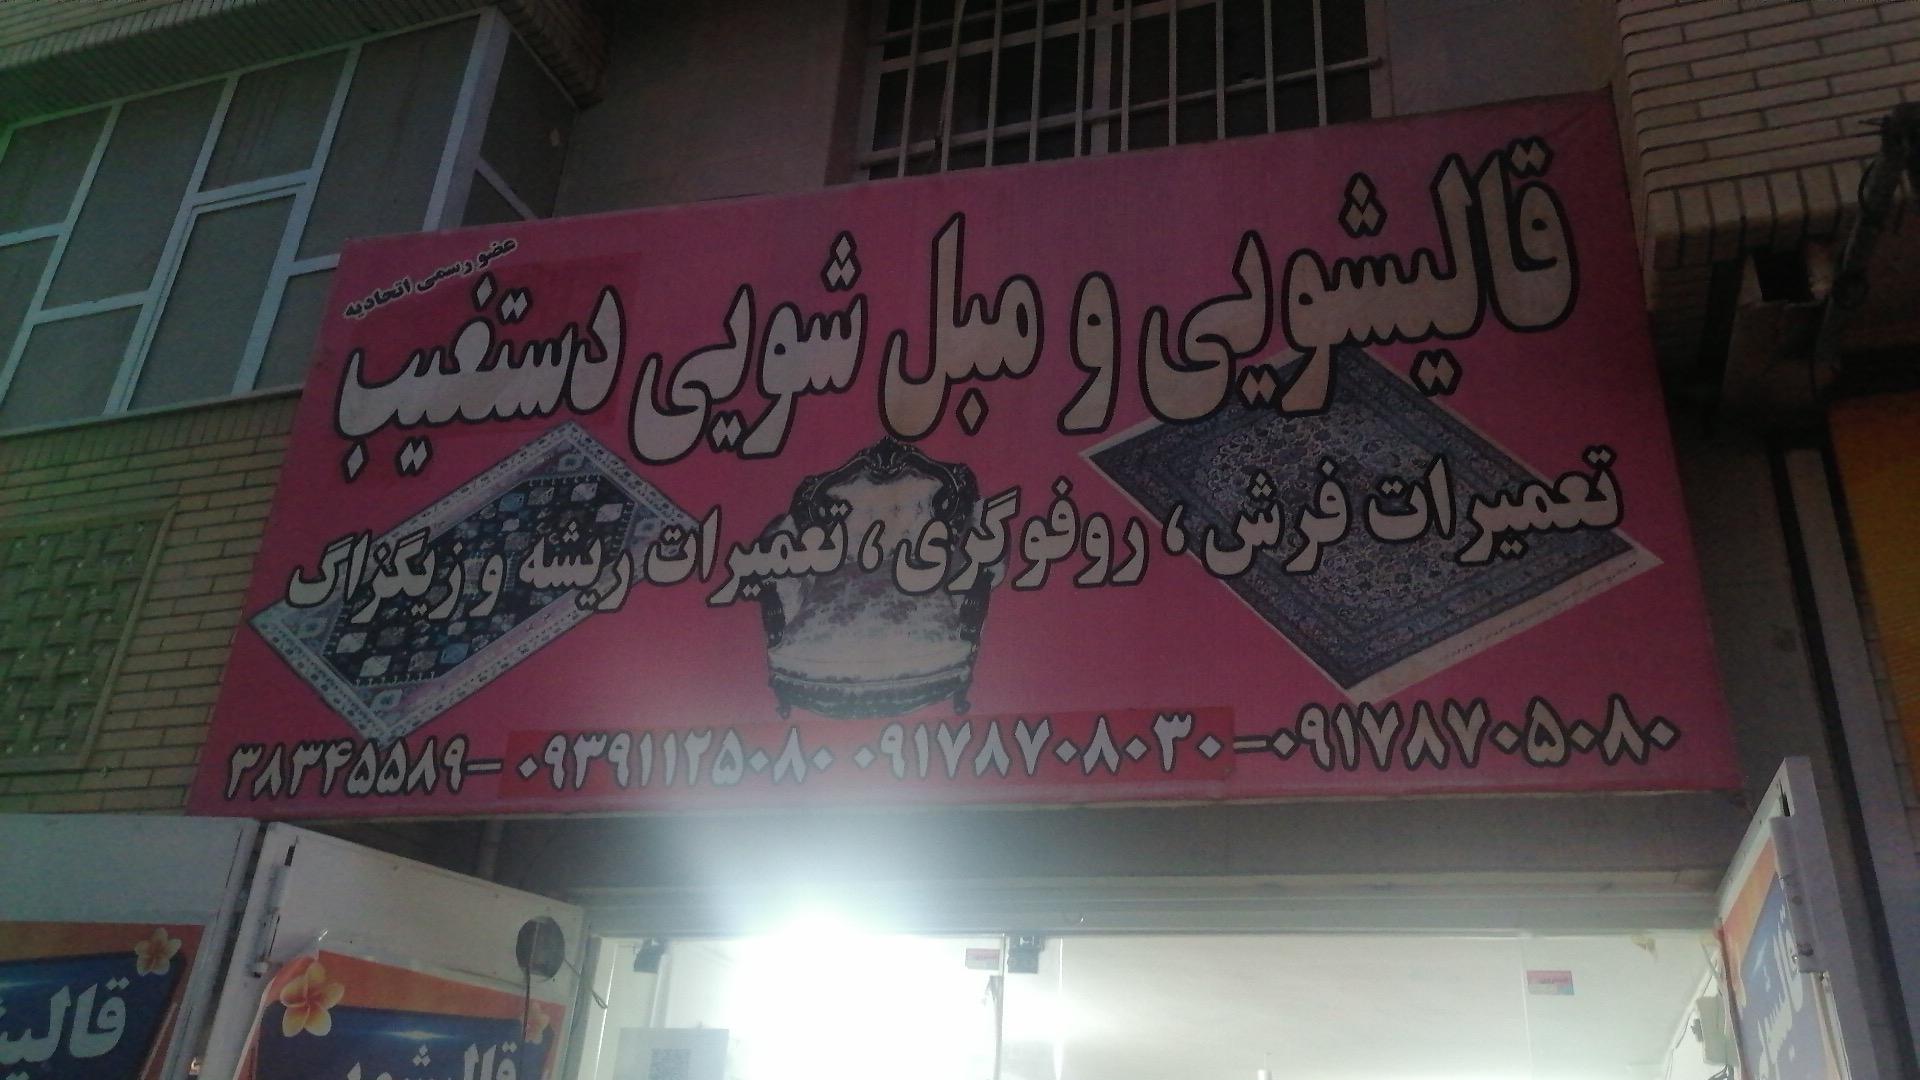 عضو رسمی اتحادیه
قالیشویی و مبل شویی دستغیب
تعمیرات فرش ، روفوگری ، تعمیرات ریشه و زیگزاگ
۳۸۳۴۵۵۸۹ - ۰۹۳۹۱۱۲۵۰۸۰ ۰۹۱۷۸۷۰۸۰۳۰ - ۰۹۱۷۸۷۰۵۰۸۰